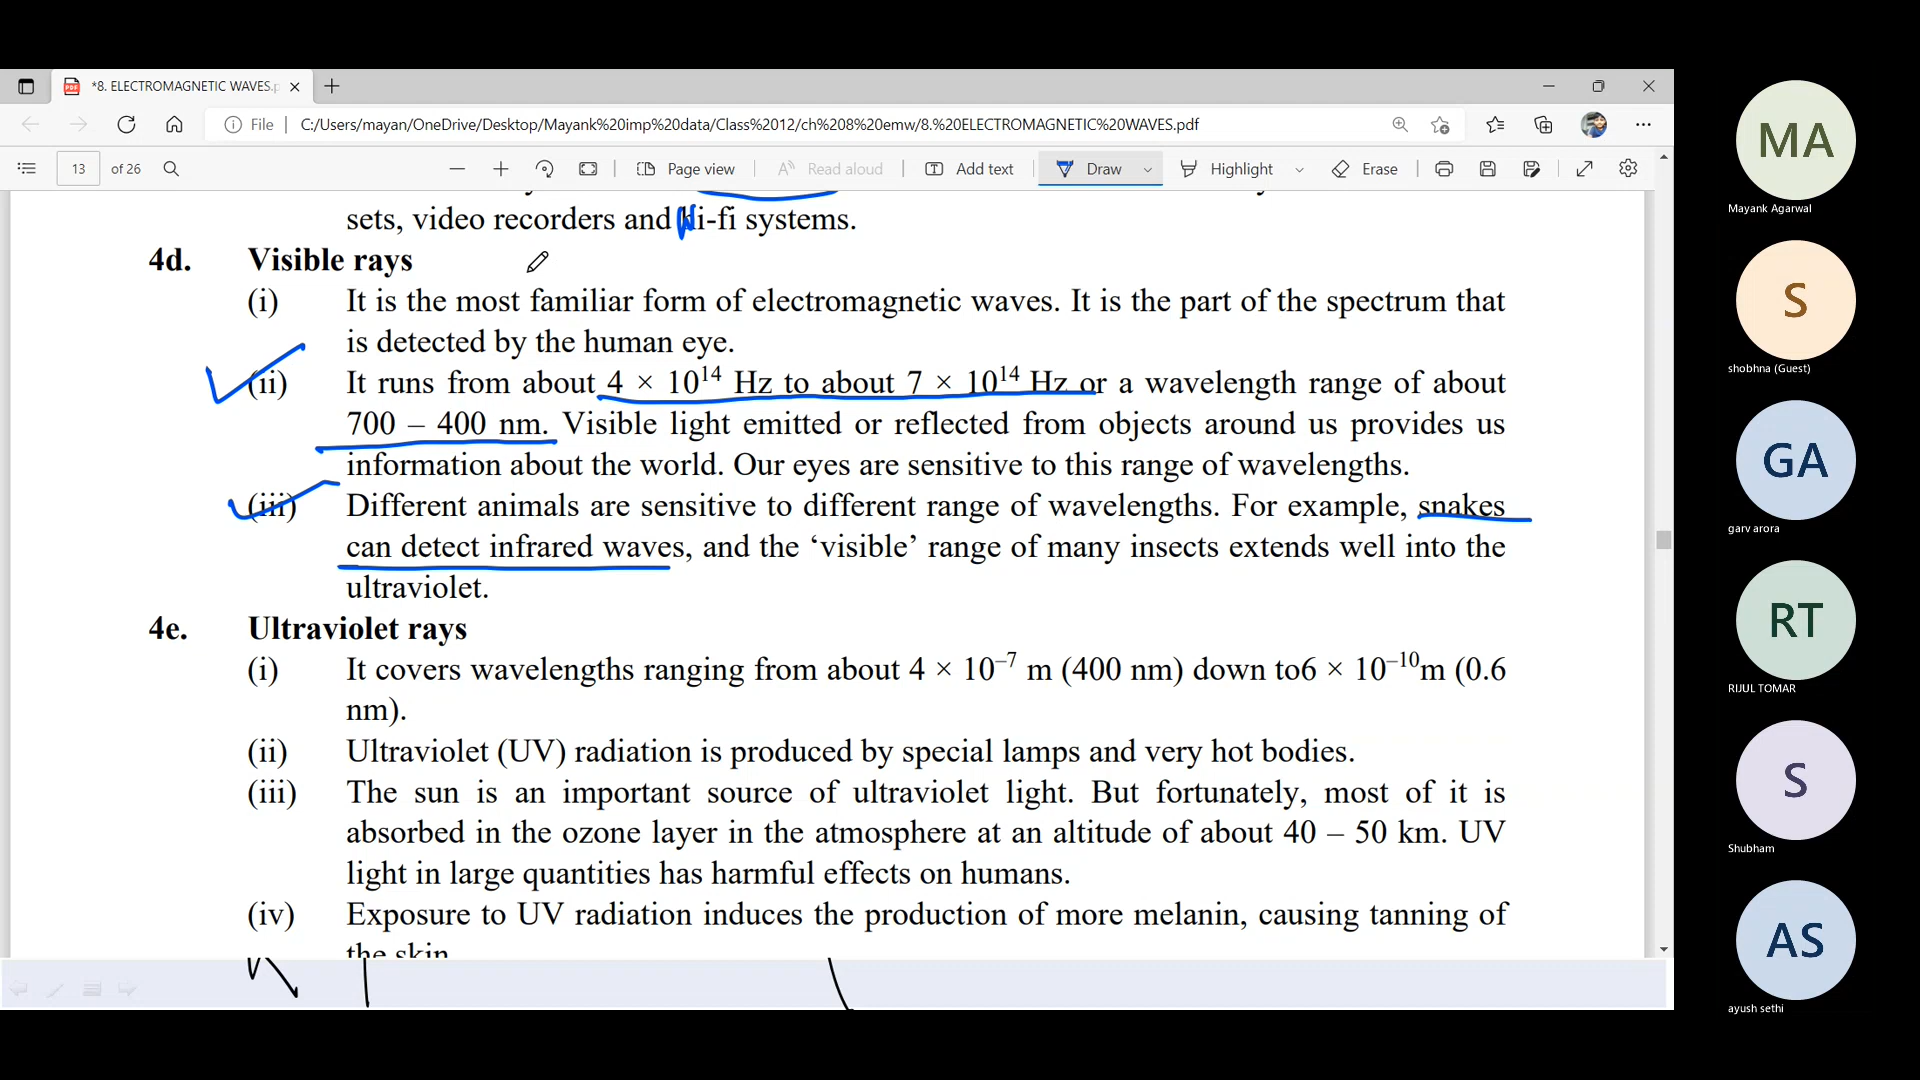 *8. ELECTROMAGNETIC WAVES.p
File | C:/Users/mayan/OneDrive/Desktop/Mayank%20imp%20data/Class%2012/ch%208%20emw/8.%20ELECTROMAGNETIC%20WAVES.pdf
13 of 26 Page view Read aloud Add text Draw Highlight Erase
sets, video recorders and hi-fi systems.
4d. Visible rays
(i) It is the most familiar form of electromagnetic waves. It is the part of the spectrum that
is detected by the human eye.
(ii) It runs from about 4 × 10¹⁴ Hz to about 7 × 10¹⁴ Hz or a wavelength range of about
700 – 400 nm. Visible light emitted or reflected from objects around us provides us
information about the world. Our eyes are sensitive to this range of wavelengths.
(iii) Different animals are sensitive to different range of wavelengths. For example, snakes
can detect infrared waves, and the ‘visible’ range of many insects extends well into the
ultraviolet.
4e. Ultraviolet rays
(i) It covers wavelengths ranging from about 4 × 10⁻⁷ m (400 nm) down to6 × 10⁻¹⁰m (0.6
nm).
(ii) Ultraviolet (UV) radiation is produced by special lamps and very hot bodies.
(iii) The sun is an important source of ultraviolet light. But fortunately, most of it is
absorbed in the ozone layer in the atmosphere at an altitude of about 40 – 50 km. UV
light in large quantities has harmful effects on humans.
(iv) Exposure to UV radiation induces the production of more melanin, causing tanning of
the skin
MA
Mayank Agarwal
S
shobhna (Guest)
GA
garv arora
RT
RIJUL TOMAR
S
Shubham
AS
ayush sethi